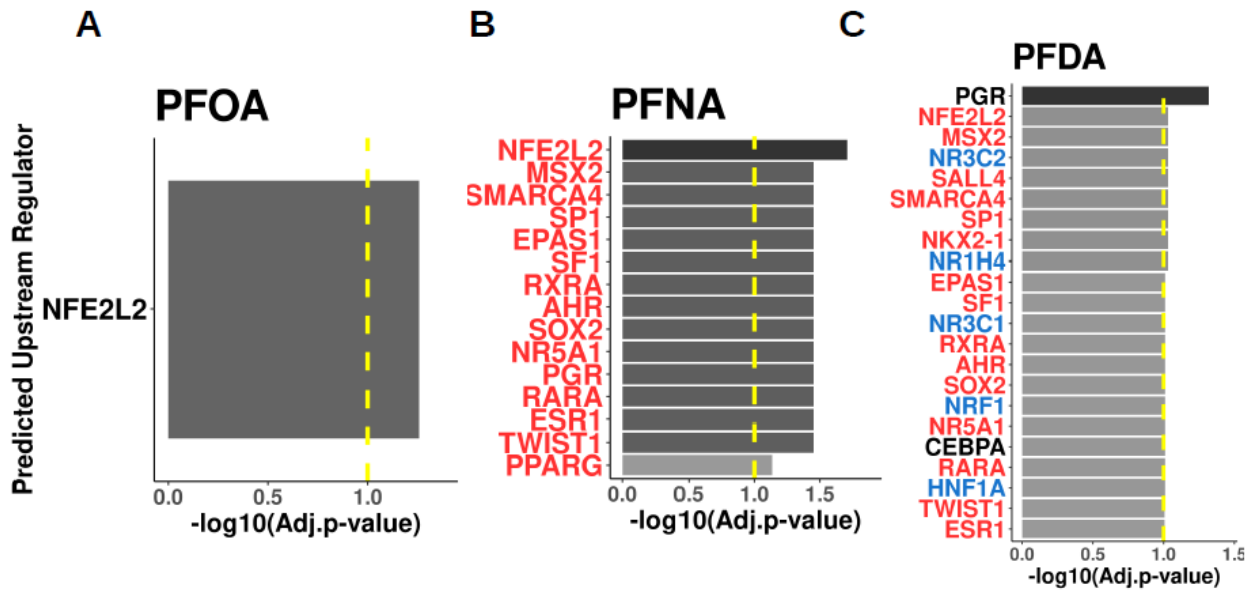 A
B
C
PFOA
PFNA
PFDA
Predicted Upstream Regulator
NFE2L2
0.0 0.5 1.0
-log10(Adj.p-value)
NFE2L2
MSX2
SMARCA4
SP1
EPAS1
SF1
RXRA
AHR
SOX2
NR5A1
PGR
RARA
ESR1
TWIST1
PPARG
0.0 0.5 1.0 1.5
-log10(Adj.p-value)
PGR
NFE2L2
MSX2
NR3C2
SALL4
SMARCA4
SP1
NKX2-1
NR1H4
EPAS1
SF1
NR3C1
RXRA
AHR
SOX2
NRF1
NR5A1
CEBPA
RARA
HNF1A
TWIST1
ESR1
0.0 0.5 1.0 1.5
-log10(Adj.p-value)